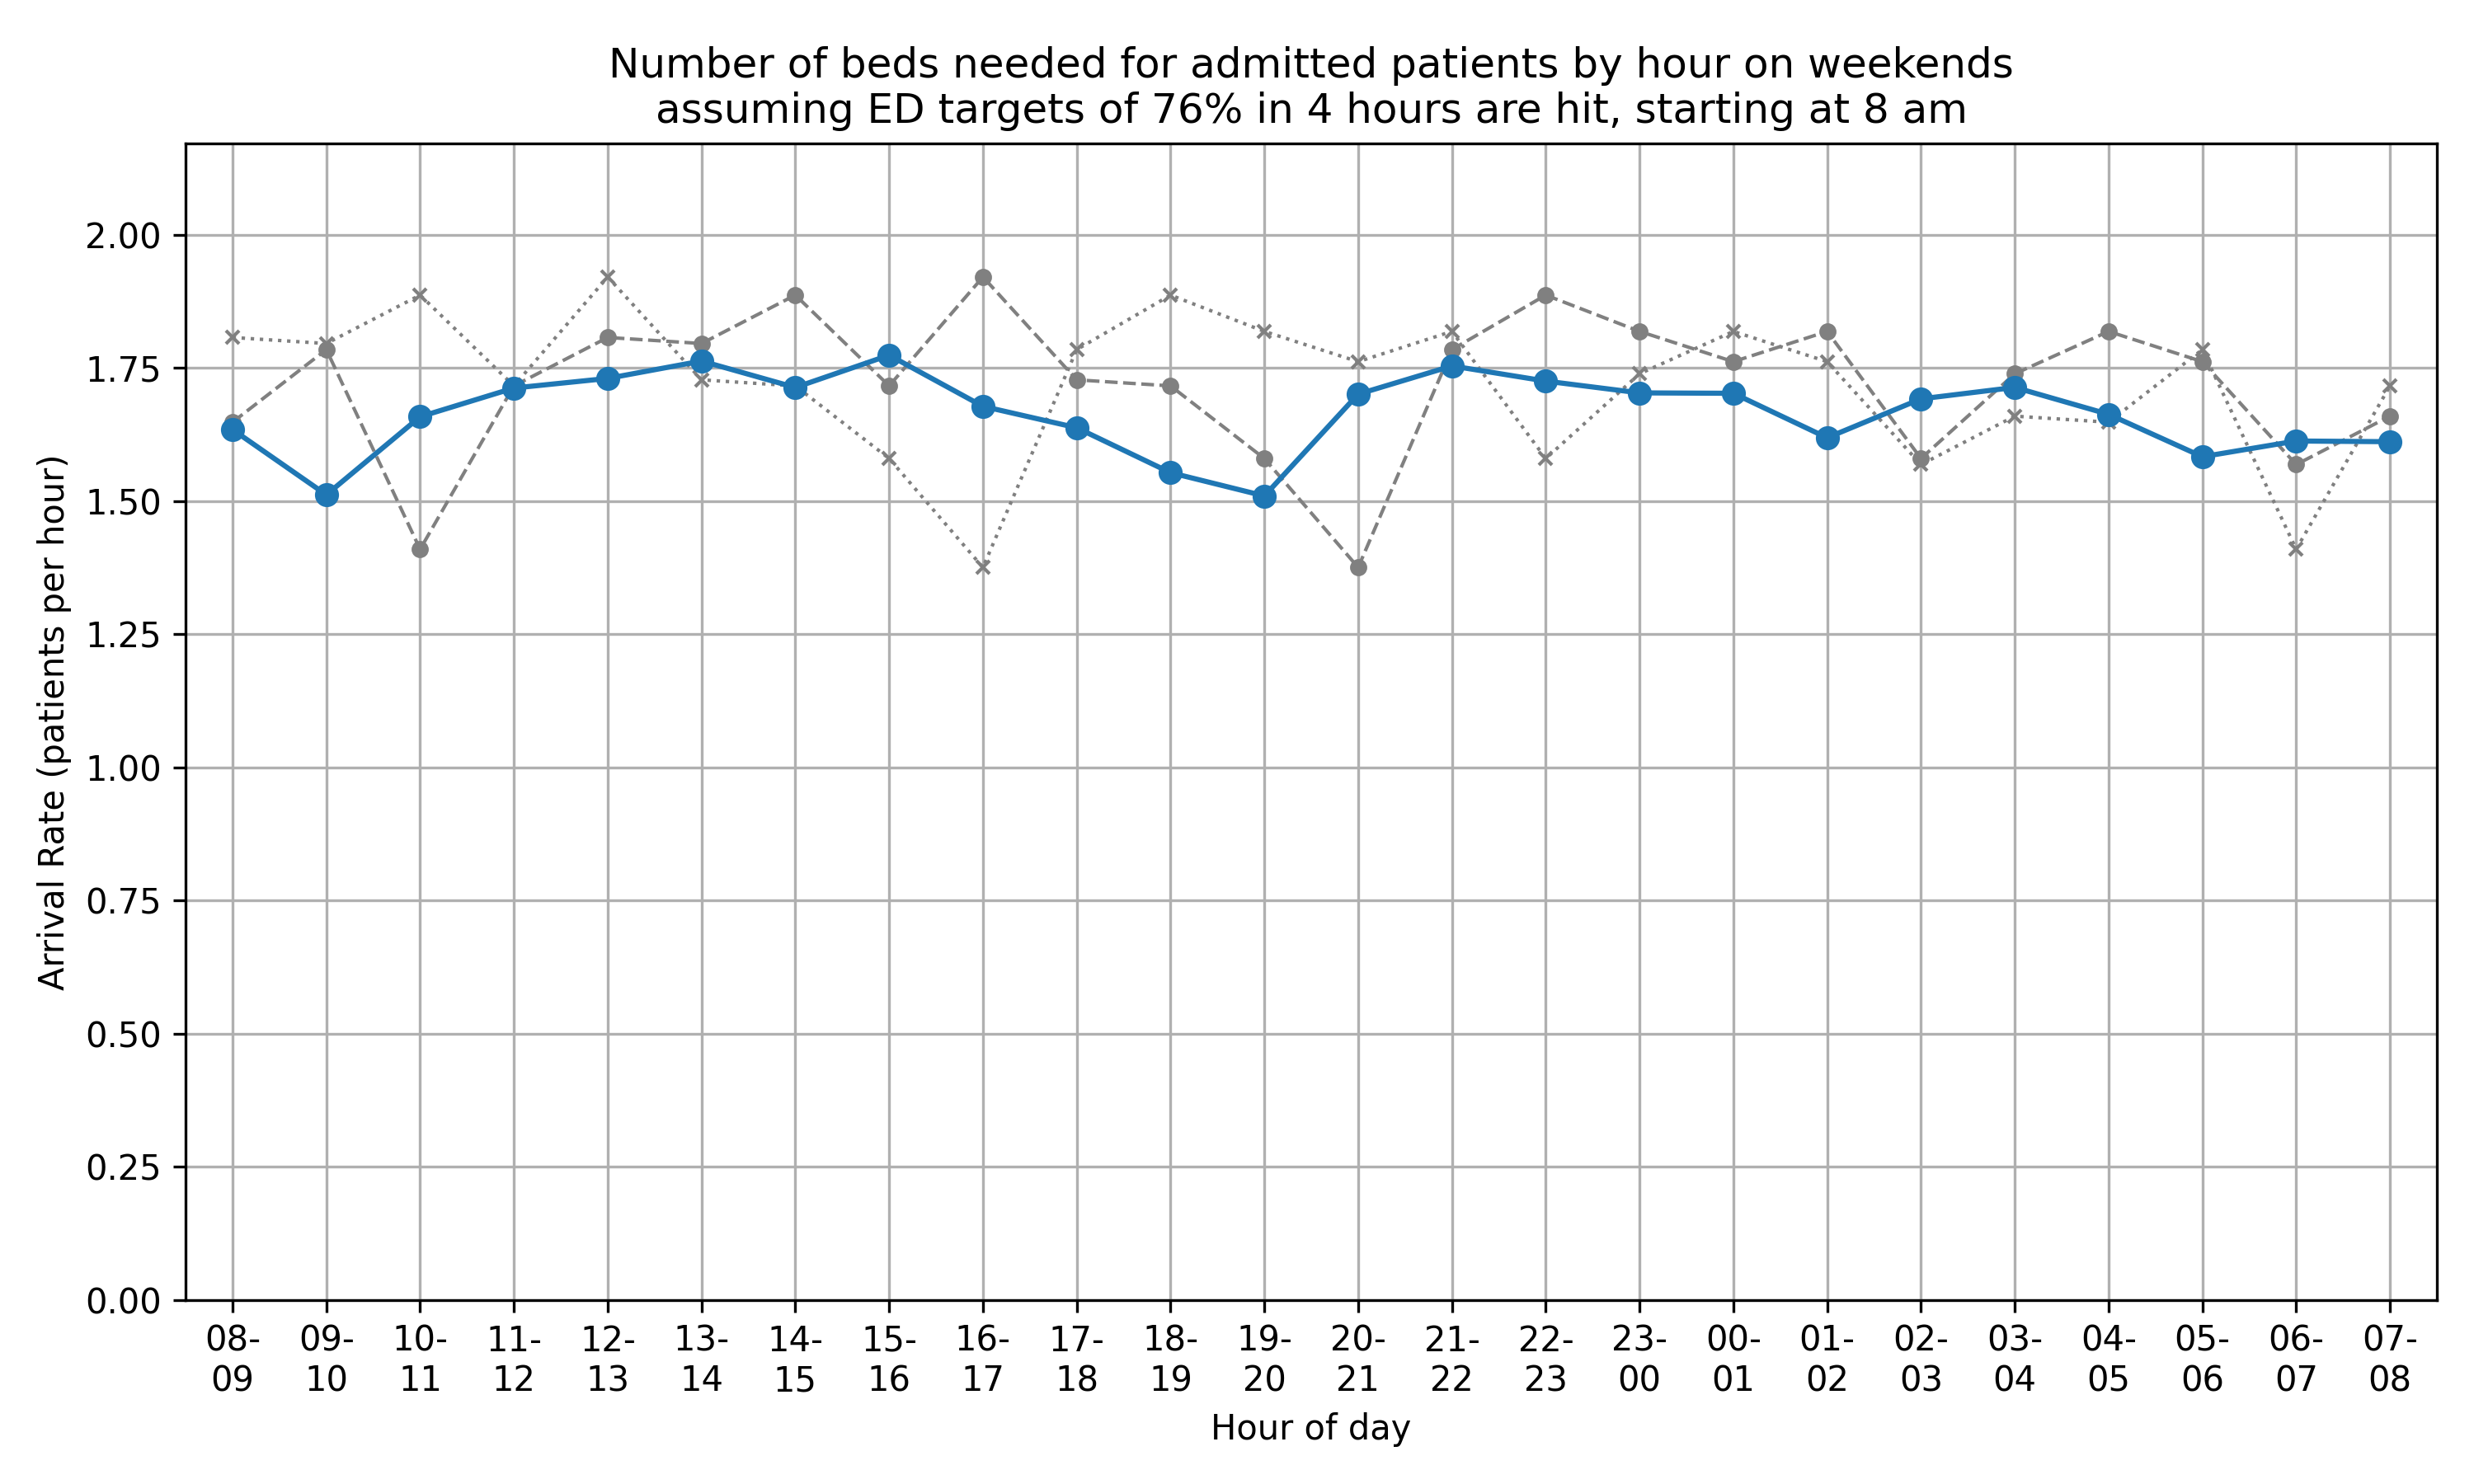 Number of beds needed for admitted patients by hour on weekends
assuming ED targets of 76% in 4 hours are hit, starting at 8 am
Arrival Rate (patients per hour)
2.00
1.75
1.50
1.25
1.00
0.75
0.50
0.25
0.00
08- 09- 10- 11- 12- 13- 14- 15- 16- 17- 18- 19- 20- 21- 22- 23- 00- 01- 02- 03- 04- 05- 06- 07-
09 10 11 12 13 14 15 16 17 18 19 20 21 22 23 00 01 02 03 04 05 06 07 08
Hour of day